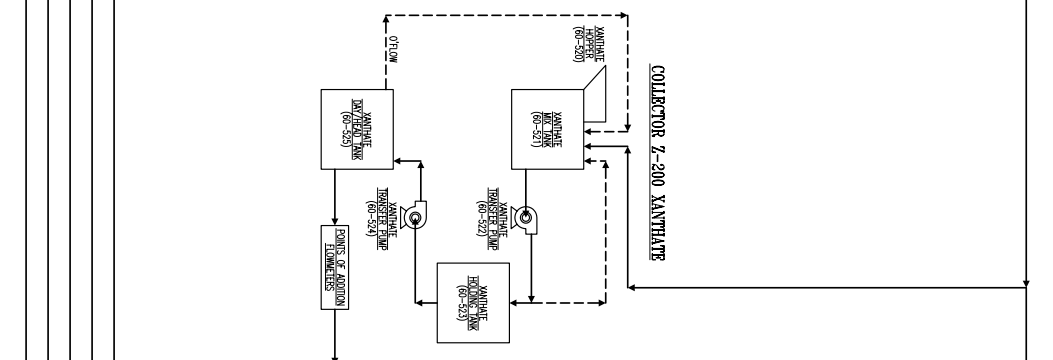 COLLECTOR Z-200 XANTHATE
XANTHATE
HOPPER
(60-520)
XANTHATE
MIX TANK
(60-521)
XANTHATE
TRANSFER PUMP
(60-522)
XANTHATE
HOLDING TANK
(60-523)
XANTHATE
TRANSFER PUMP
(60-524)
O'FLOW
XANTHATE
DAY/HEAD TANK
(60-525)
POINTS OF ADDITION
FLOWMETERS